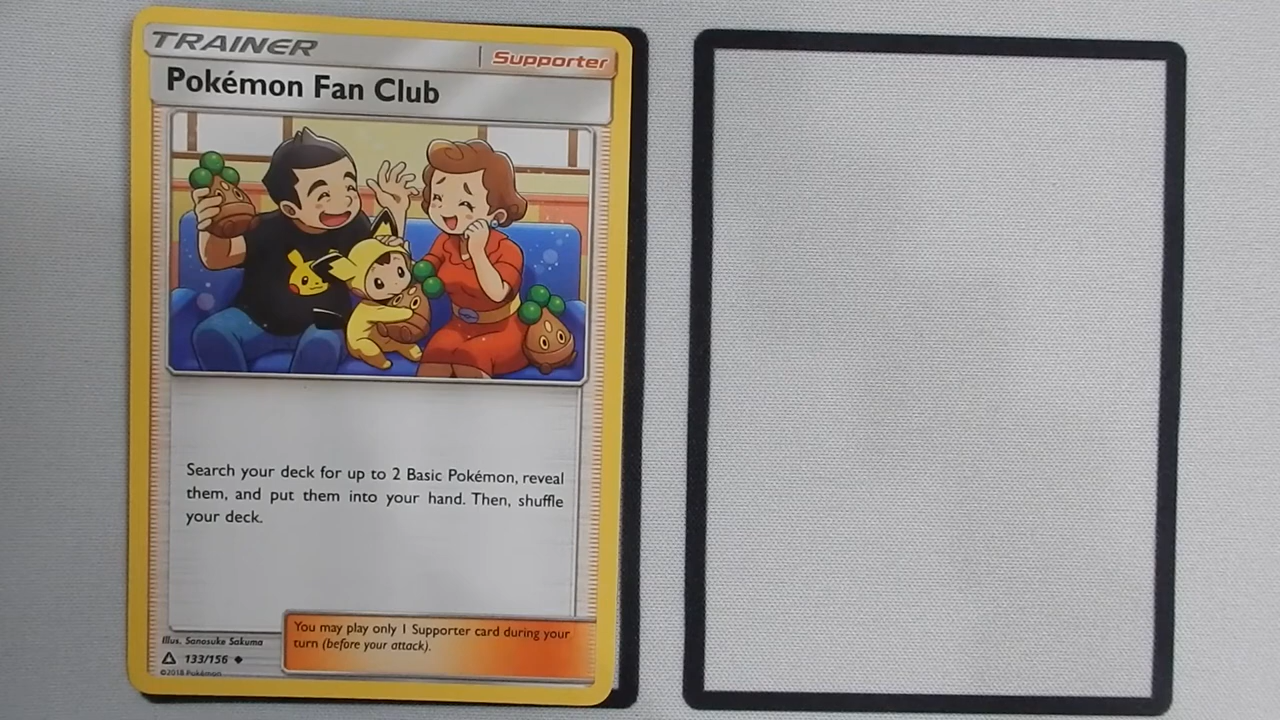 TRAINER
Supporter
Pokémon Fan Club
Search your deck for up to 2 Basic Pokémon, reveal
them, and put them into your hand. Then, shuffle
your deck.
You may play only 1 Supporter card during your
turn (before your attack).
Illus. Sanosuke Sakuma
133/156
©2018 Pokémon